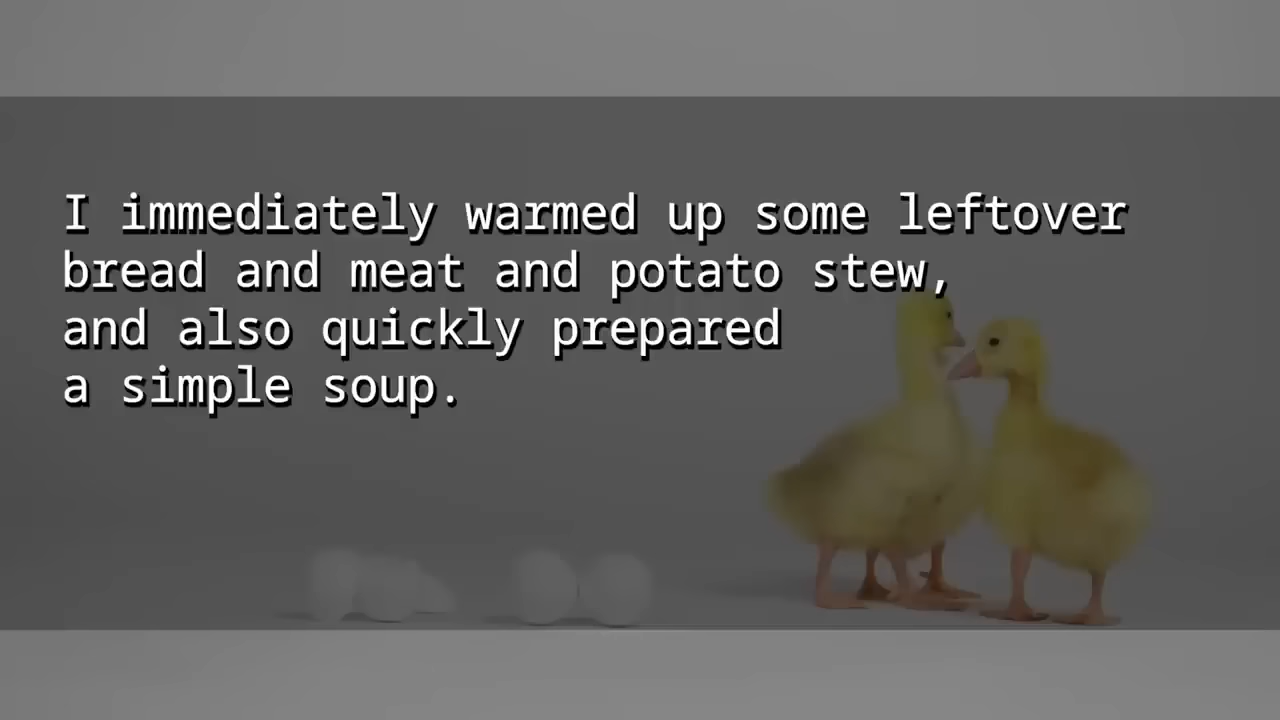 I immediately warmed up some leftover
bread and meat and potato stew,
and also quickly prepared
a simple soup.